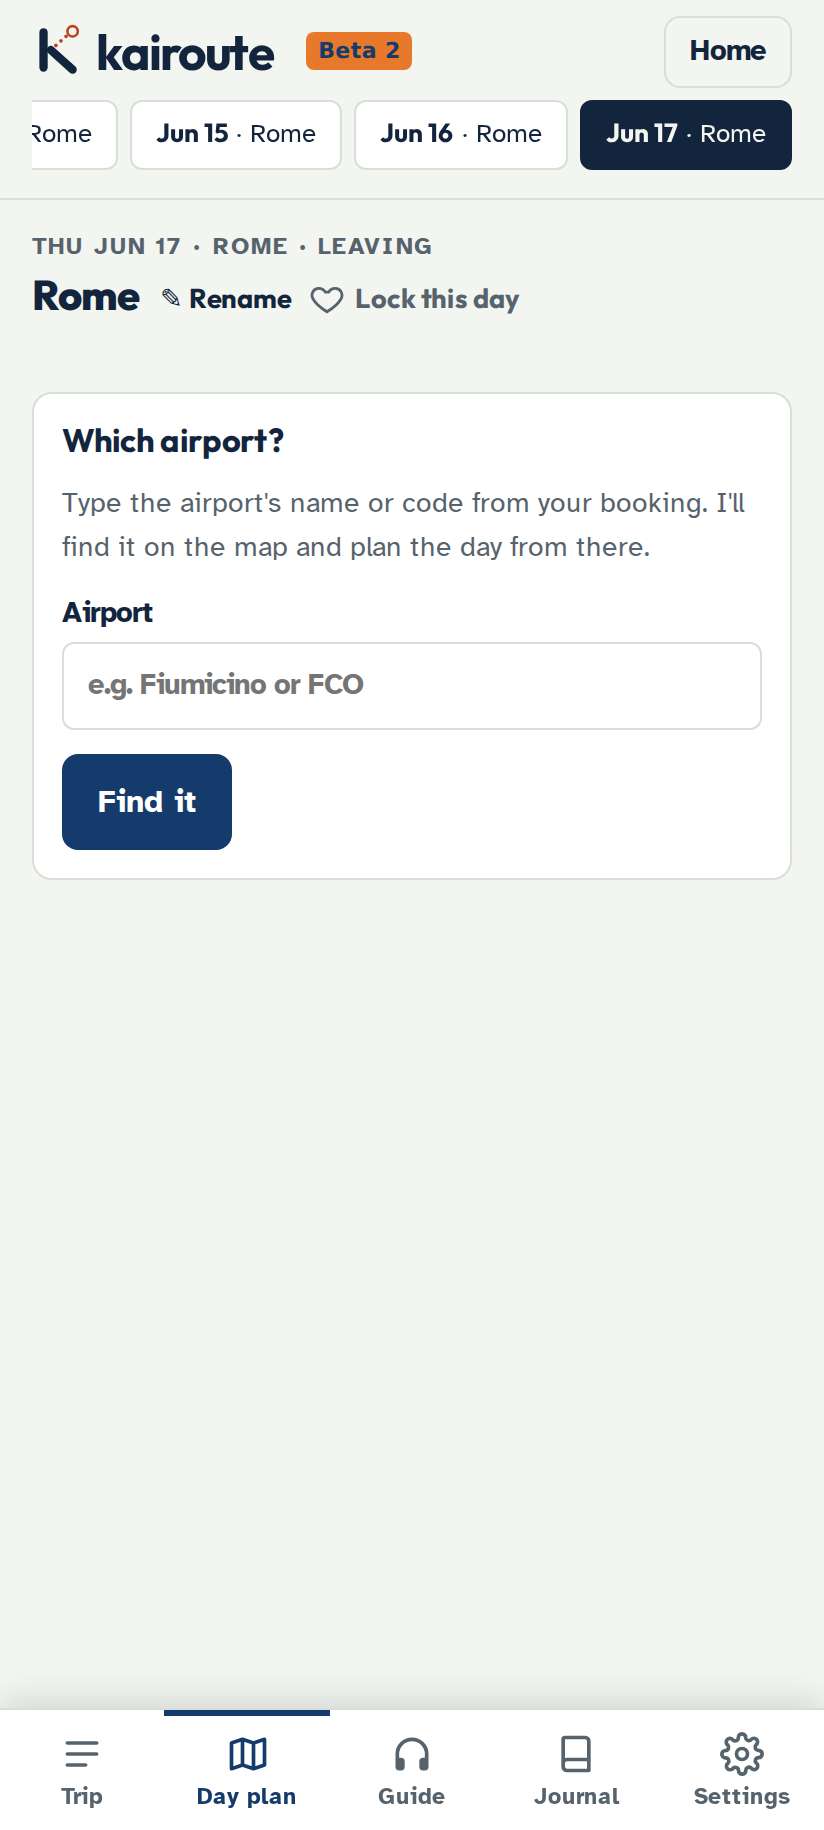 kairoute Beta 2 Home
Rome Jun 15 · Rome Jun 16 · Rome Jun 17 · Rome
THU JUN 17 · ROME · LEAVING
Rome ✎ Rename Lock this day
Which airport?
Type the airport's name or code from your booking. I'll
find it on the map and plan the day from there.
Airport
e.g. Fiumicino or FCO
Find it
Trip Day plan Guide Journal Settings